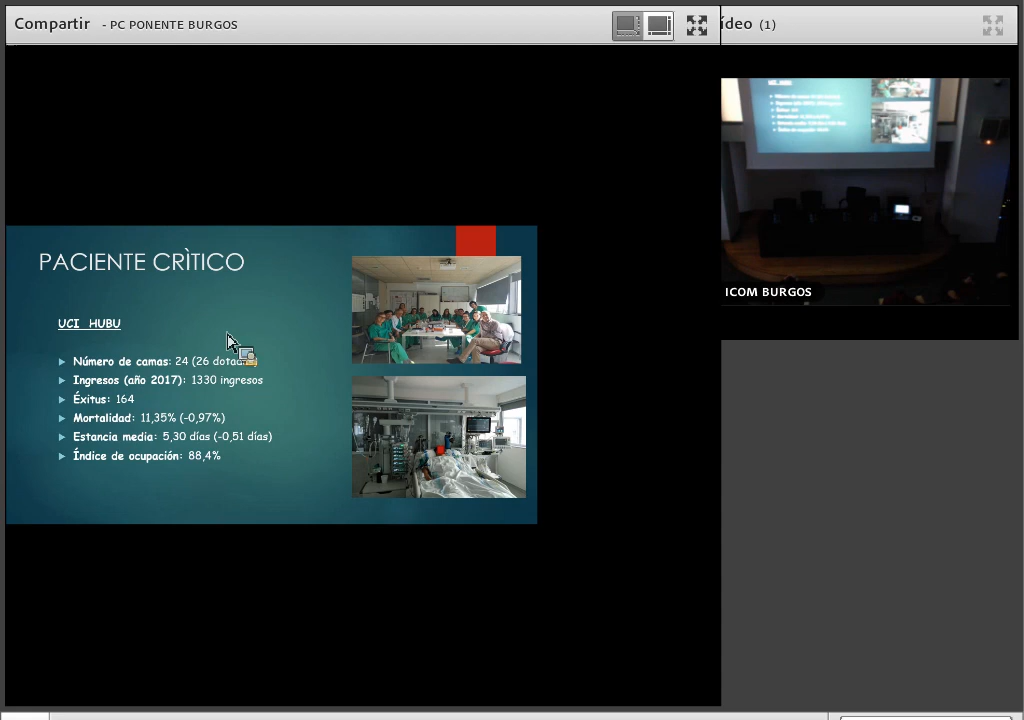 Compartir - PC PONENTE BURGOS
ídeo (1)
PACIENTE CRÌTICO
UCI HUBU
Número de camas: 24 (26
Ingresos (año 2017): 1330 ingresos
Éxitus: 164
Mortalidad: 11,35% (-0,97%)
Estancia media: 5,30 días (-0,51 días)
Índice de ocupación: 88,4%
ICOM BURGOS